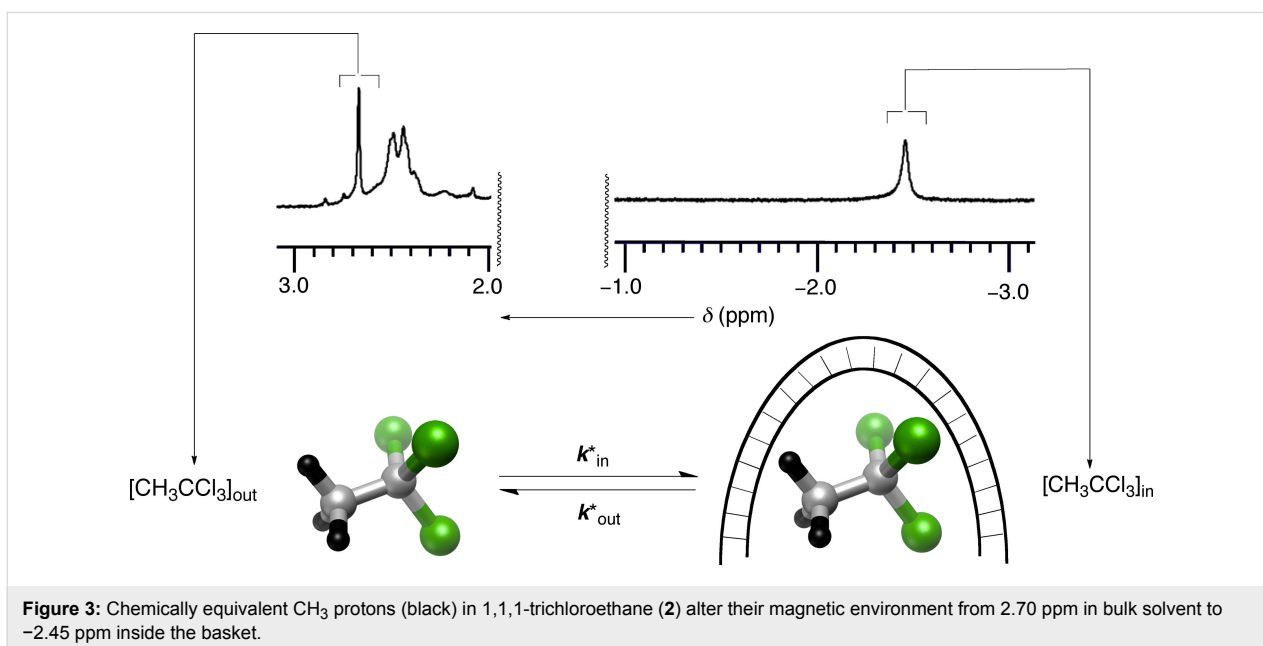 3.0 2.0 −1.0 −2.0 −3.0
δ (ppm)
k*in
[CH3CCl3]out [CH3CCl3]in
k*out
Figure 3: Chemically equivalent CH3 protons (black) in 1,1,1-trichloroethane (2) alter their magnetic environment from 2.70 ppm in bulk solvent to
−2.45 ppm inside the basket.